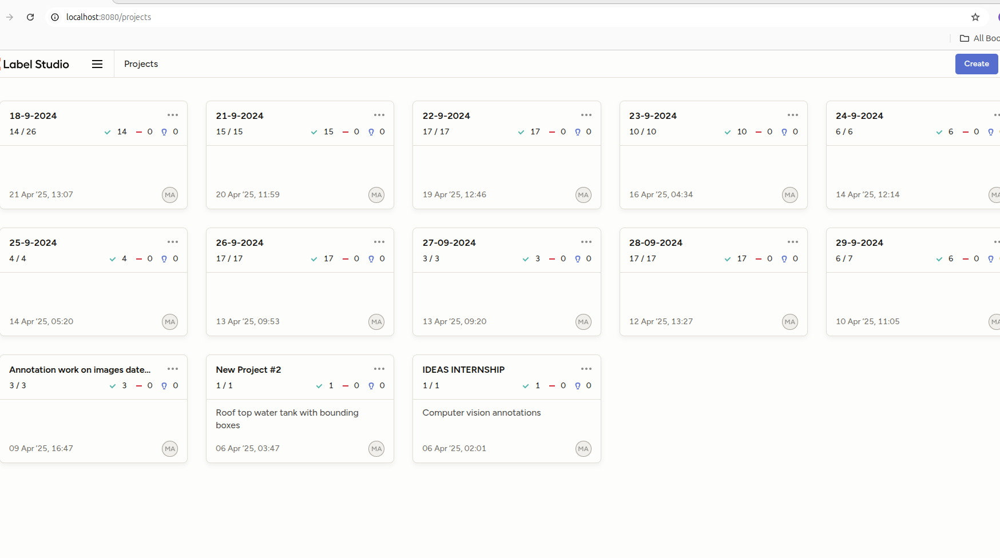 localhost:8080/projects
All Boo
Label Studio
Projects
Create
18-9-2024
14 / 26 14 0 0
21 Apr ’25, 13:07 MA
21-9-2024
15 / 15 15 0 0
20 Apr ’25, 11:59 MA
22-9-2024
17 / 17 17 0 0
19 Apr ’25, 12:46 MA
23-9-2024
10 / 10 10 0 0
16 Apr ’25, 04:34 MA
24-9-2024
6 / 6 6 0
14 Apr ’25, 12:14 MA
25-9-2024
4 / 4 4 0 0
14 Apr ’25, 05:20 MA
26-9-2024
17 / 17 17 0 0
13 Apr ’25, 09:53 MA
27-09-2024
3 / 3 3 0 0
13 Apr ’25, 09:20 MA
28-09-2024
17 / 17 17 0 0
12 Apr ’25, 13:27 MA
29-9-2024
6 / 7 6 0
10 Apr ’25, 11:05 MA
Annotation work on images date...
3 / 3 3 0 0
09 Apr ’25, 16:47 MA
New Project #2
1 / 1 1 0 0
Roof top water tank with bounding
boxes
06 Apr ’25, 03:47 MA
IDEAS INTERNSHIP
1 / 1 1 0 0
Computer vision annotations
06 Apr ’25, 02:01 MA